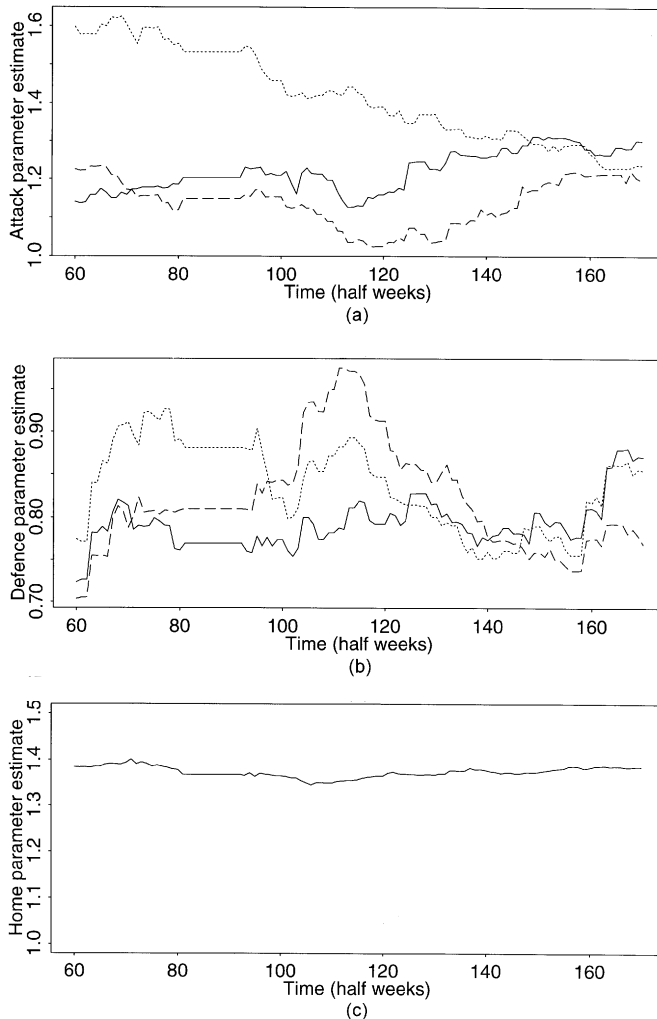 Attack parameter estimate
1.6
1.4
1.2
1.0
60 80 100 120 140 160
Time (half weeks)
(a)
Defence parameter estimate
0.90
0.80
0.70
60 80 100 120 140 160
Time (half weeks)
(b)
Home parameter estimate
1.5
1.4
1.3
1.2
1.1
1.0
60 80 100 120 140 160
Time (half weeks)
(c)